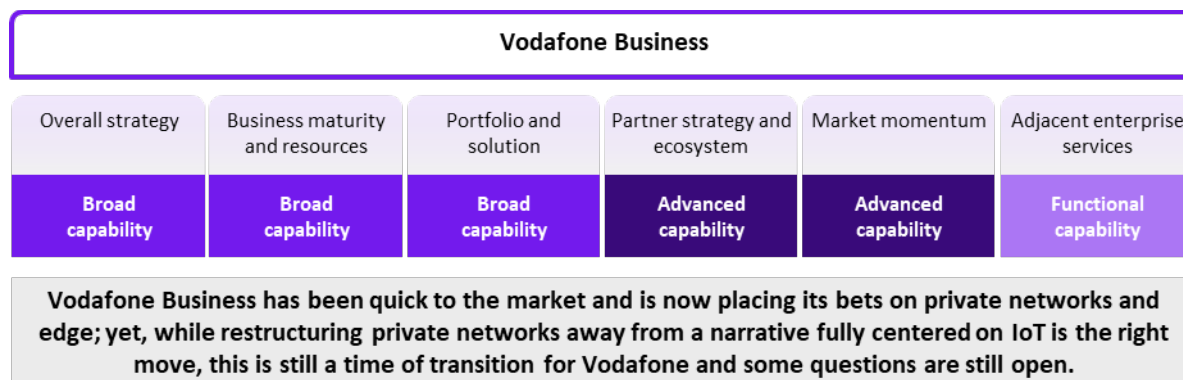 Vodafone Business
Overall strategy
Business maturity
and resources
Portfolio and
solution
Partner strategy and
ecosystem
Market momentum
Adjacent enterprise
services
Broad
capability
Broad
capability
Broad
capability
Advanced
capability
Advanced
capability
Functional
capability
Vodafone Business has been quick to the market and is now placing its bets on private networks and
edge; yet, while restructuring private networks away from a narrative fully centered on IoT is the right
move, this is still a time of transition for Vodafone and some questions are still open.